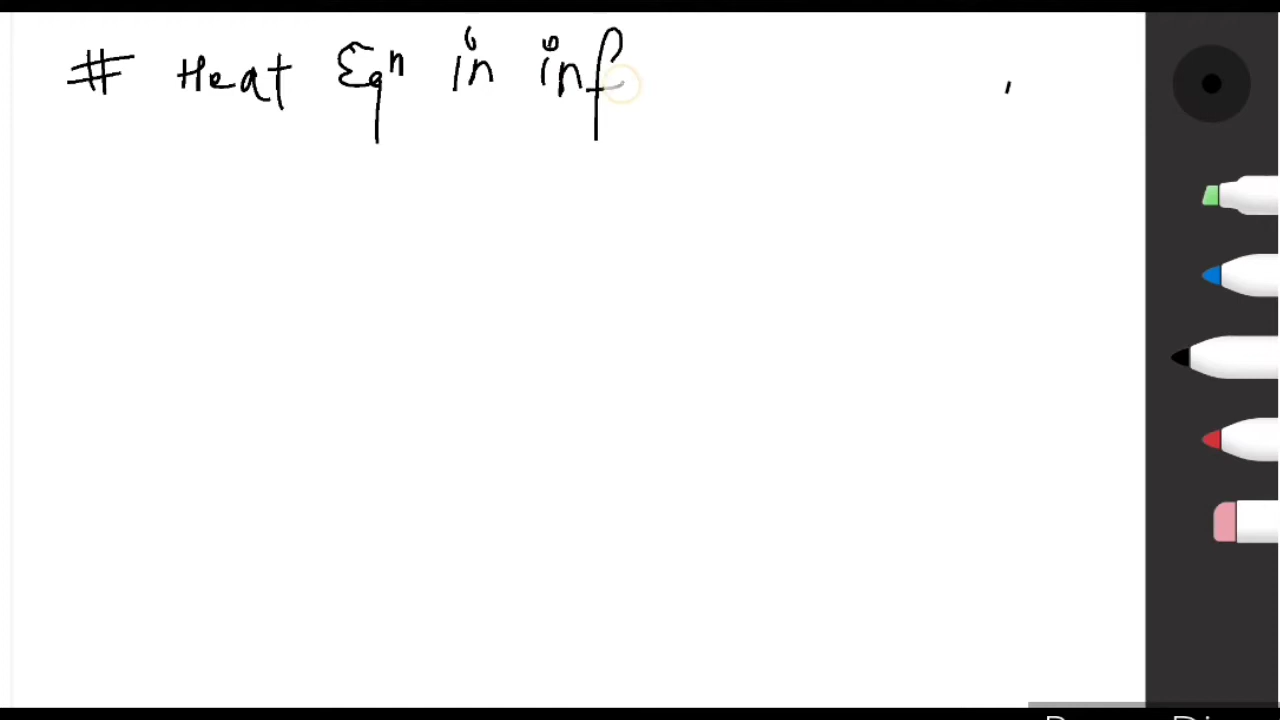 # Heat Eqⁿ in inf